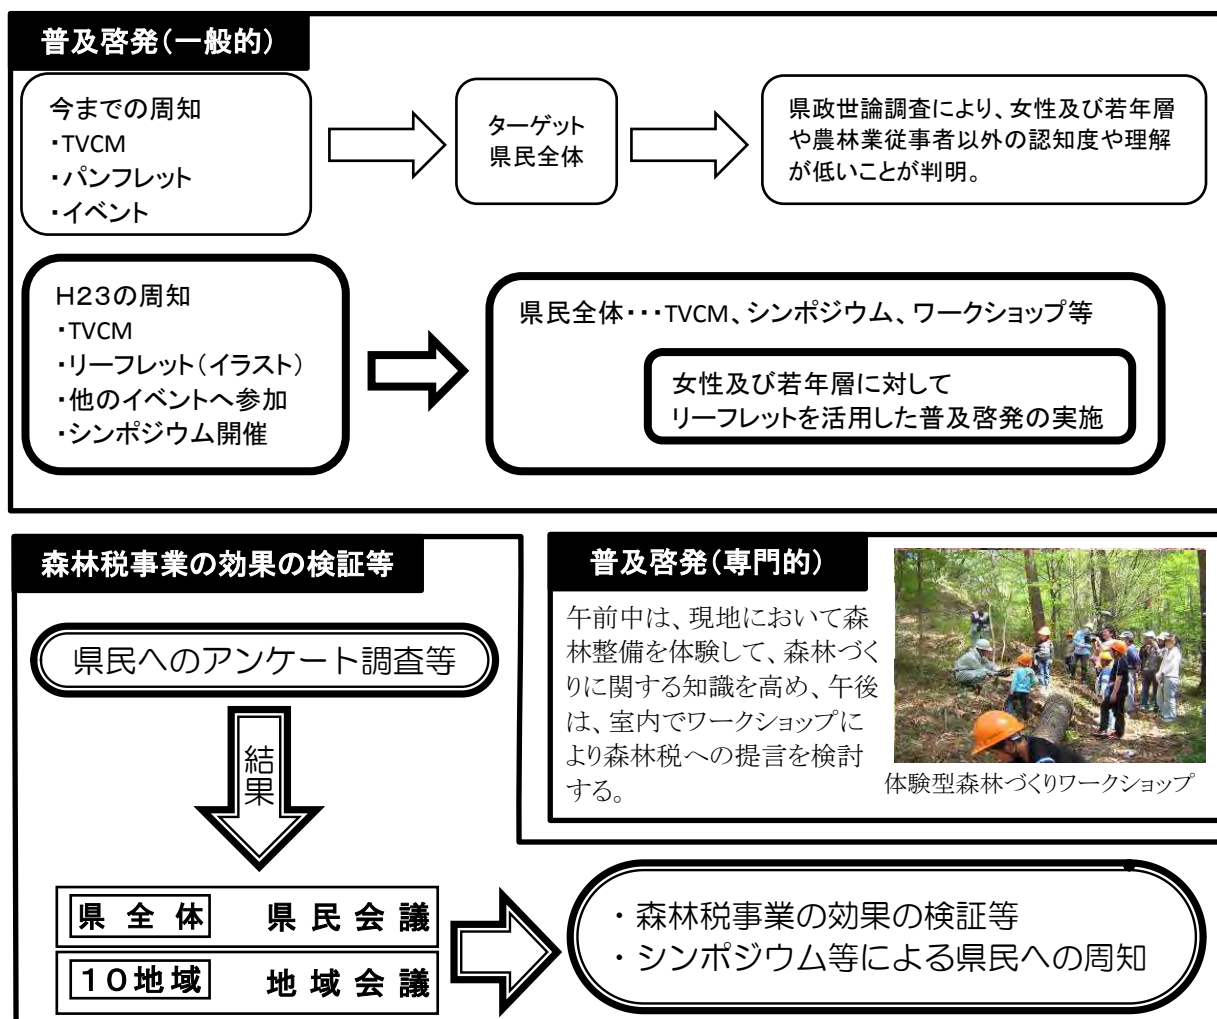 普及啓発(一般的)
今までの周知
・TVCM
・パンフレット
・イベント
ターゲット
県民全体
県政世論調査により、女性及び若年層
や農林業従事者以外の認知度や理解
が低いことが判明。
H23の周知
・TVCM
・リーフレット(イラスト)
・他のイベントへ参加
・シンポジウム開催
県民全体・・・TVCM、シンポジウム、ワークショップ等
女性及び若年層に対して
リーフレットを活用した普及啓発の実施
森林税事業の効果の検証等
県民へのアンケート調査等
結果
県全体 県民会議
10地域 地域会議
普及啓発(専門的)
午前中は、現地において森
林整備を体験して、森林づく
りに関する知識を高め、午後
は、室内でワークショップに
より森林税への提言を検討
する。
体験型森林づくりワークショップ
・森林税事業の効果の検証等
・シンポジウム等による県民への周知